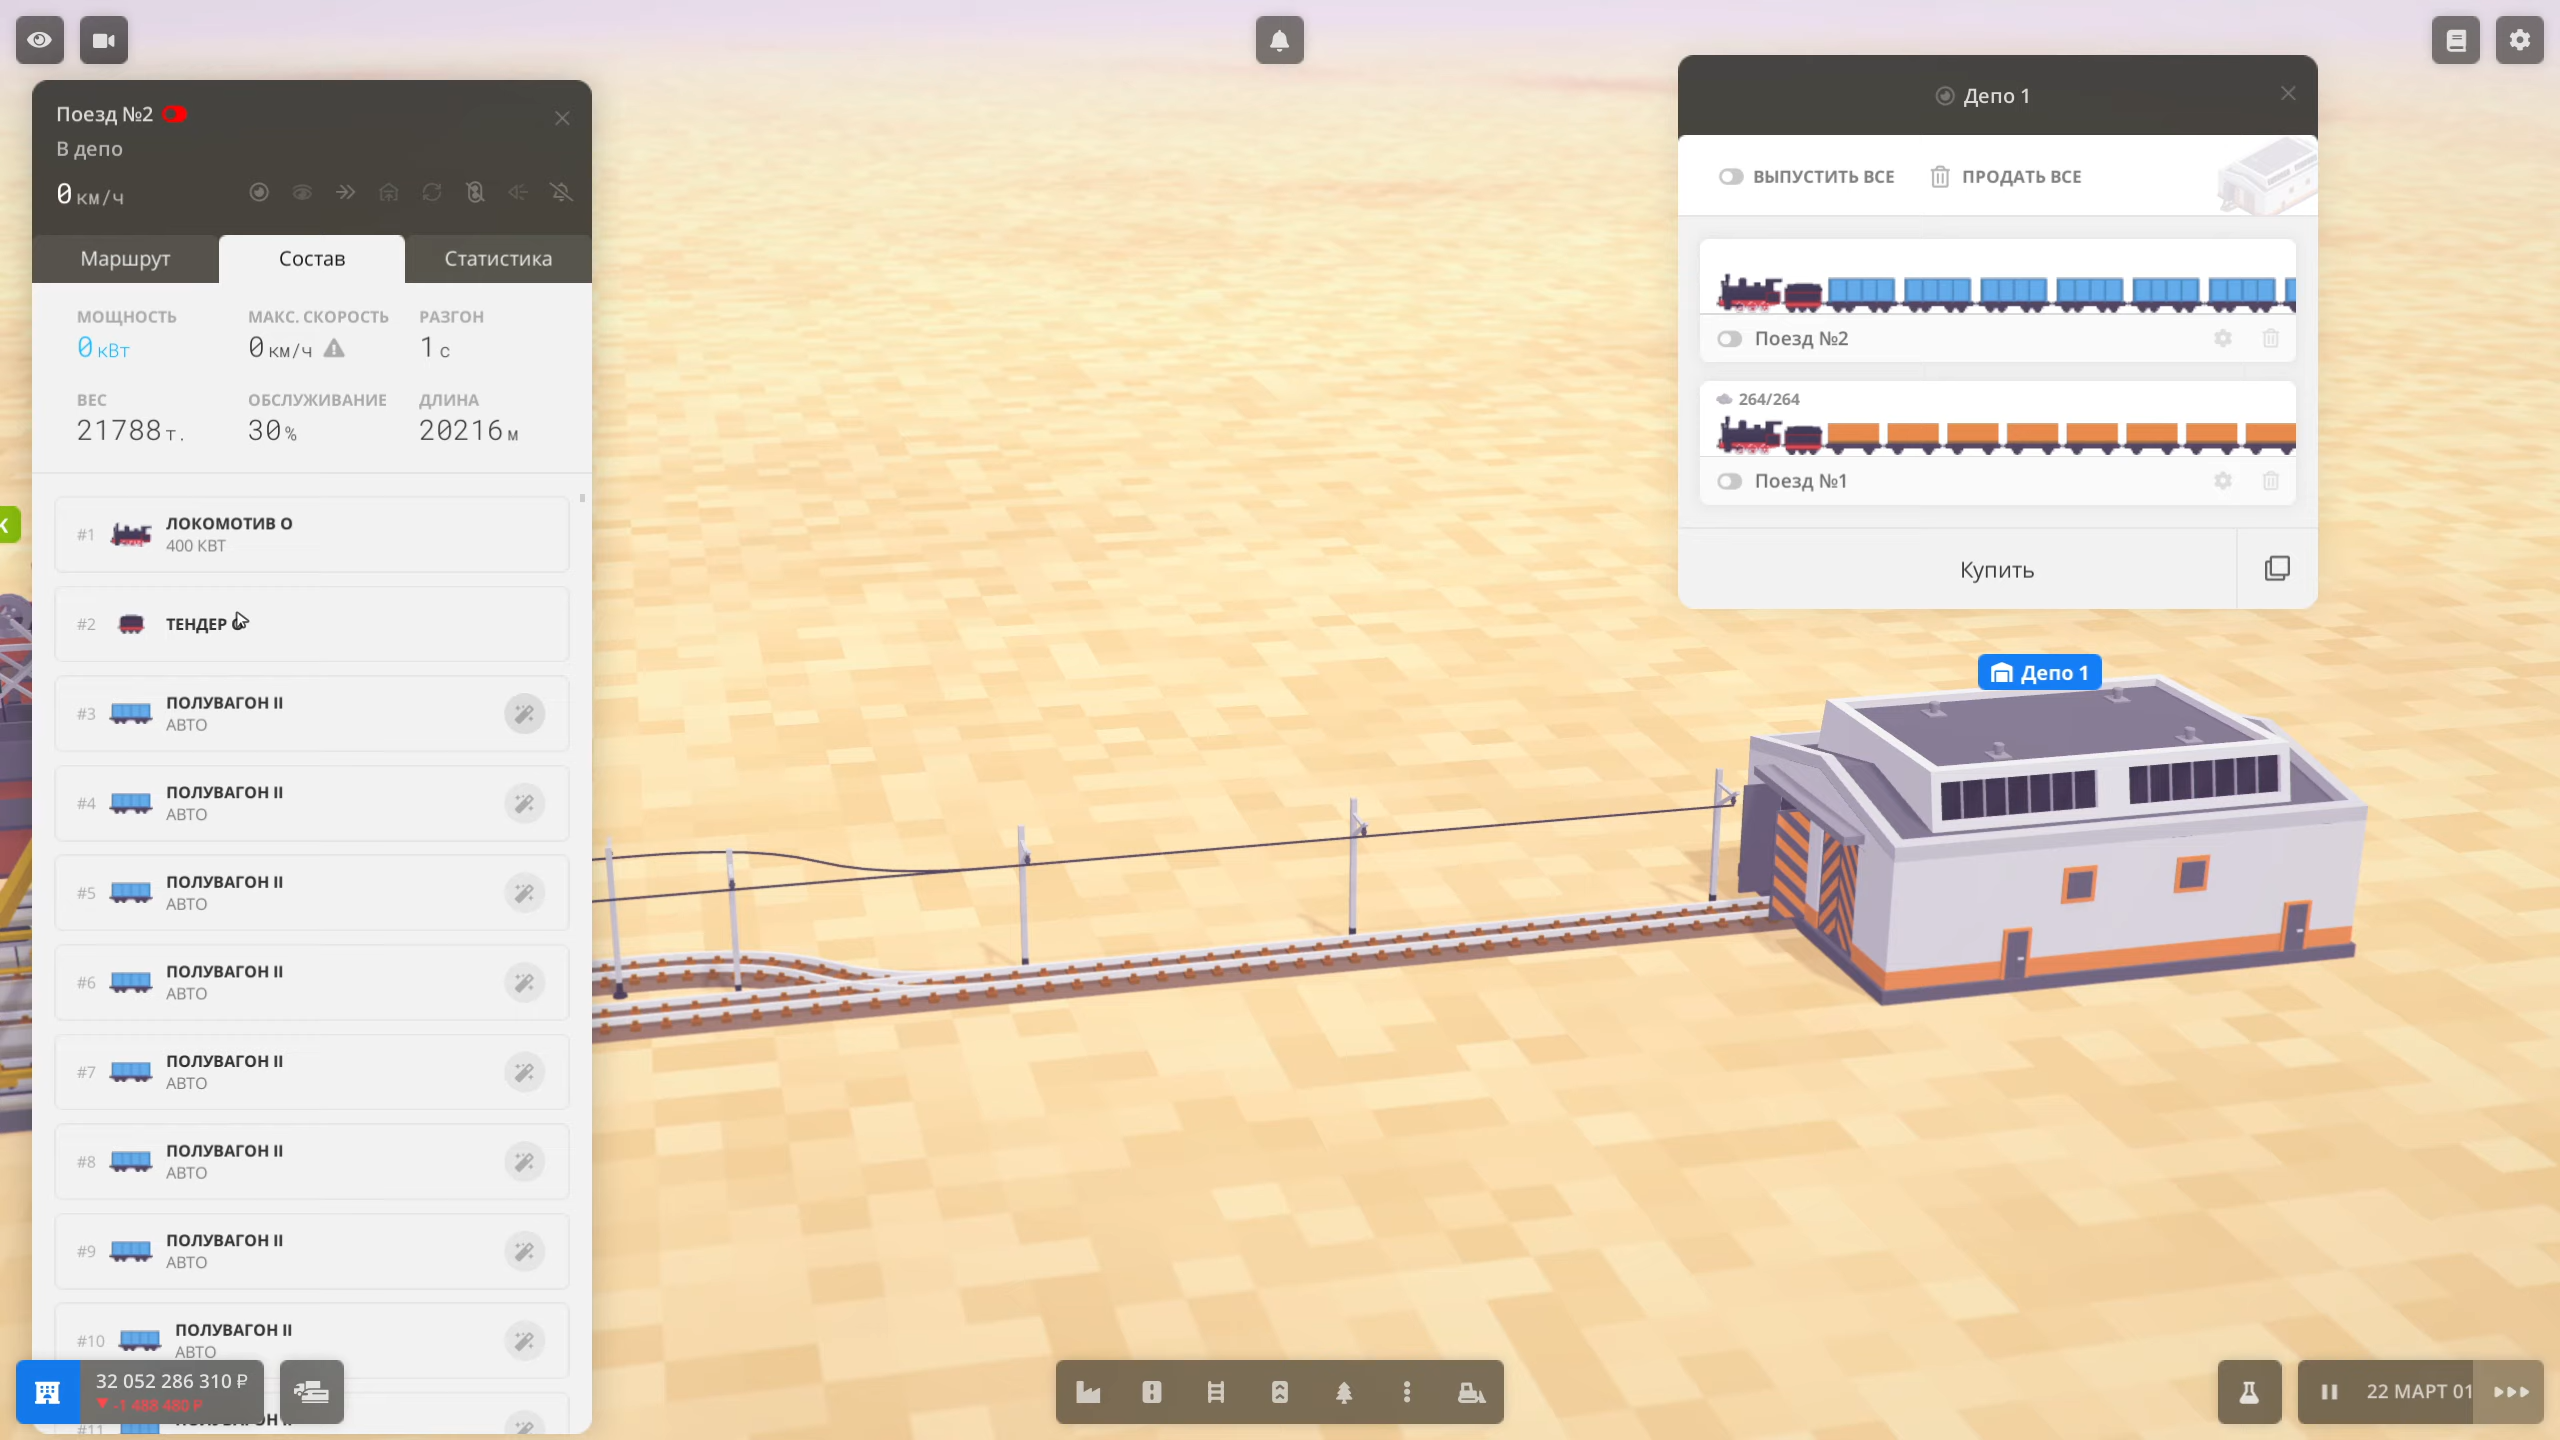 Поезд №2
В депо
0 км/ч
Маршрут
Состав
Статистика
МОЩНОСТЬ
0 кВт
МАКС. СКОРОСТЬ
0 км/ч
РАЗГОН
1 с
ВЕС
21788 т.
ОБСЛУЖИВАНИЕ
30 %
ДЛИНА
20216 м
#1
ЛОКОМОТИВ О
400 КВТ
#2
ТЕНДЕР
#3
ПОЛУВАГОН II
АВТО
#4
ПОЛУВАГОН II
АВТО
#5
ПОЛУВАГОН II
АВТО
#6
ПОЛУВАГОН II
АВТО
#7
ПОЛУВАГОН II
АВТО
#8
ПОЛУВАГОН II
АВТО
#9
ПОЛУВАГОН II
АВТО
#10
ПОЛУВАГОН II
АВТО
#11
32 052 286 310 ₽
-1 488 480 ₽
Депо 1
ВЫПУСТИТЬ ВСЕ
ПРОДАТЬ ВСЕ
Поезд №2
264/264
Поезд №1
Купить
Депо 1
22 МАРТ 01